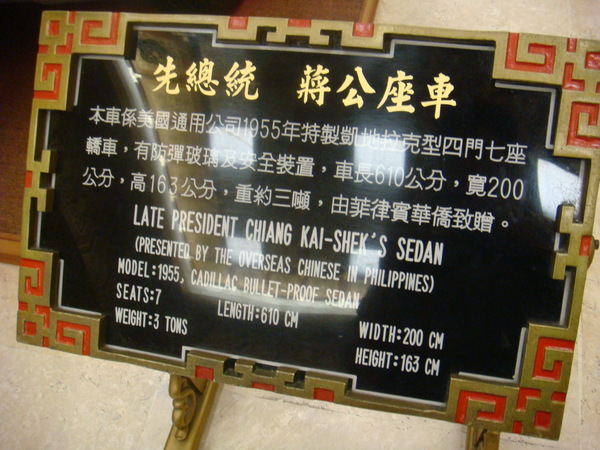 先總統 蔣公座車
本車係美國通用公司1955年特製凱地拉克型四門七座
轎車，有防彈玻璃及安全裝置，車長610公分，寬200
公分，高163公分，重約三噸，由菲律賓華僑致贈。
LATE PRESIDENT CHIANG KAI-SHEK'S SEDAN
(PRESENTED BY THE OVERSEAS CHINESE IN PHILIPPINES)
MODEL:1955, CADILLAC BULLET-PROOF SEDAN
SEATS:7 LENGTH:610 CM WIDTH:200 CM
WEIGHT:3 TONS HEIGHT:163 CM